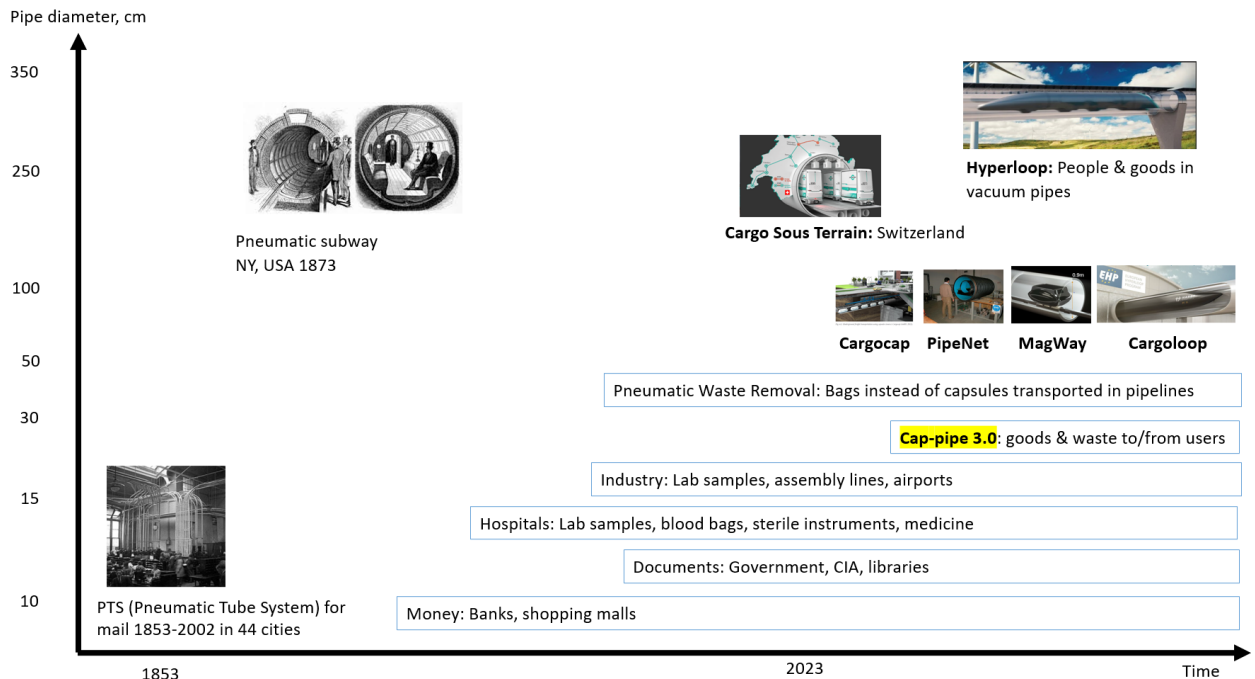 Pipe diameter, cm
350
250
100
50
30
15
10
Hyperloop: People & goods in
vacuum pipes
Cargo Sous Terrain: Switzerland
Pneumatic subway
NY, USA 1873
EHP
0.9m
Cargocap
PipeNet
MagWay
Cargoloop
Pneumatic Waste Removal: Bags instead of capsules transported in pipelines
Cap-pipe 3.0: goods & waste to/from users
Industry: Lab samples, assembly lines, airports
Hospitals: Lab samples, blood bags, sterile instruments, medicine
Documents: Government, CIA, libraries
PTS (Pneumatic Tube System) for
mail 1853-2002 in 44 cities
Money: Banks, shopping malls
1853
2023
Time